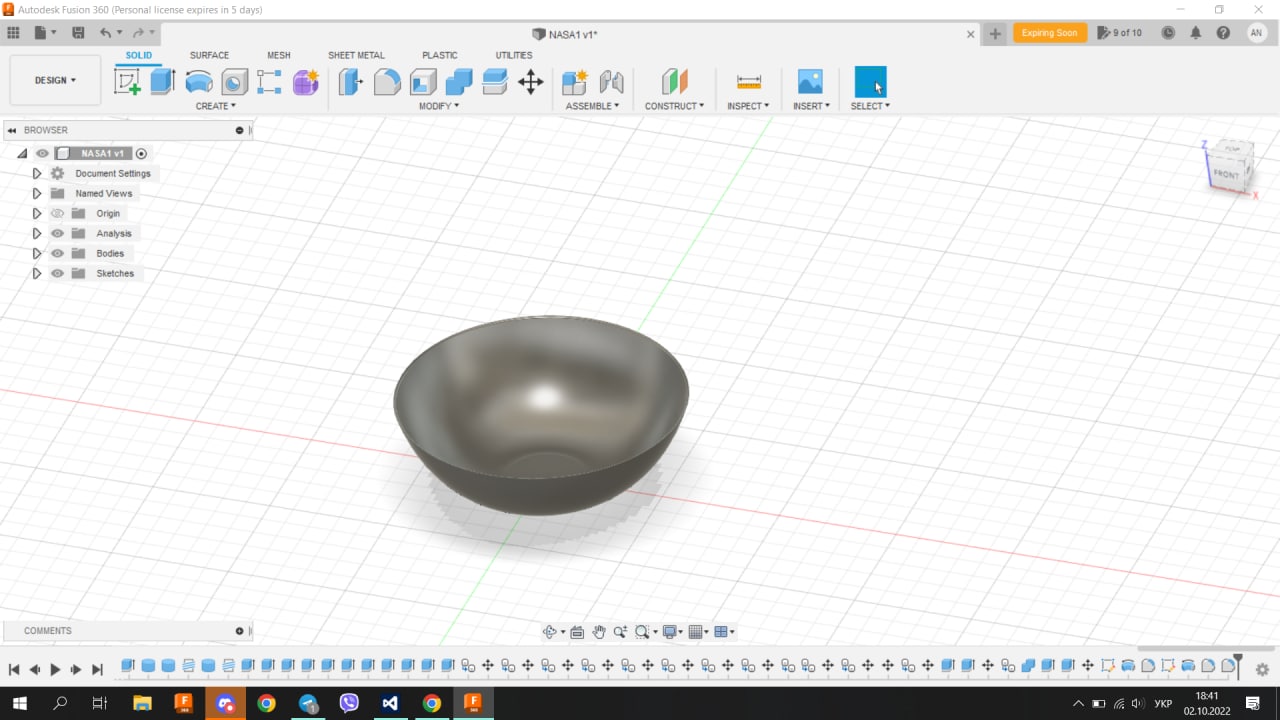 Autodesk Fusion 360 (Personal license expires in 5 days)
NASA1 v1*
Expiring Soon
9 of 10
AN
SOLID
SURFACE
MESH
SHEET METAL
PLASTIC
UTILITIES
DESIGN
CREATE
MODIFY
ASSEMBLE
CONSTRUCT
INSPECT
INSERT
SELECT
BROWSER
NASA1 v1
Document Settings
Named Views
Origin
Analysis
Bodies
Sketches
Z
FRONT
X
COMMENTS
УКР
18:41
02.10.2022